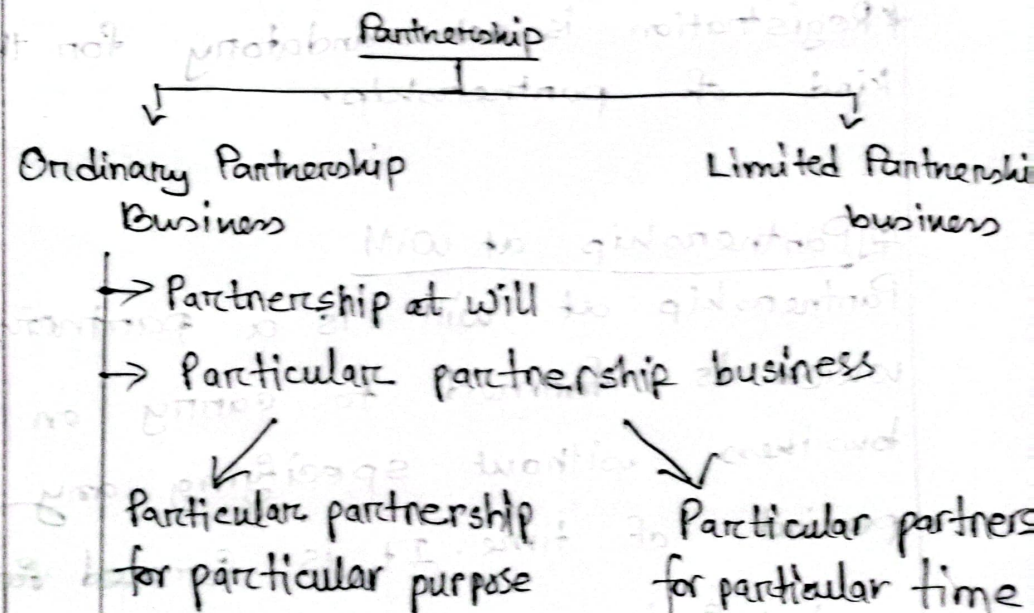 Partnership
Ordinary Partnership
Business
Limited Partnershi
business
Partnership at will
Particular partnership business
Particular partnership
for particular purpose
Particular partners
for particular time